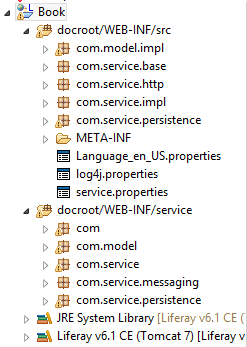 Book
docroot/WEB-INF/src
com.model.impl
com.service.base
com.service.http
com.service.impl
com.service.persistence
META-INF
Language_en_US.properties
log4j.properties
service.properties
docroot/WEB-INF/service
com
com.model
com.service
com.service.messaging
com.service.persistence
JRE System Library [Liferay v6.1 CE (
Liferay v6.1 CE (Tomcat 7) [Liferay v